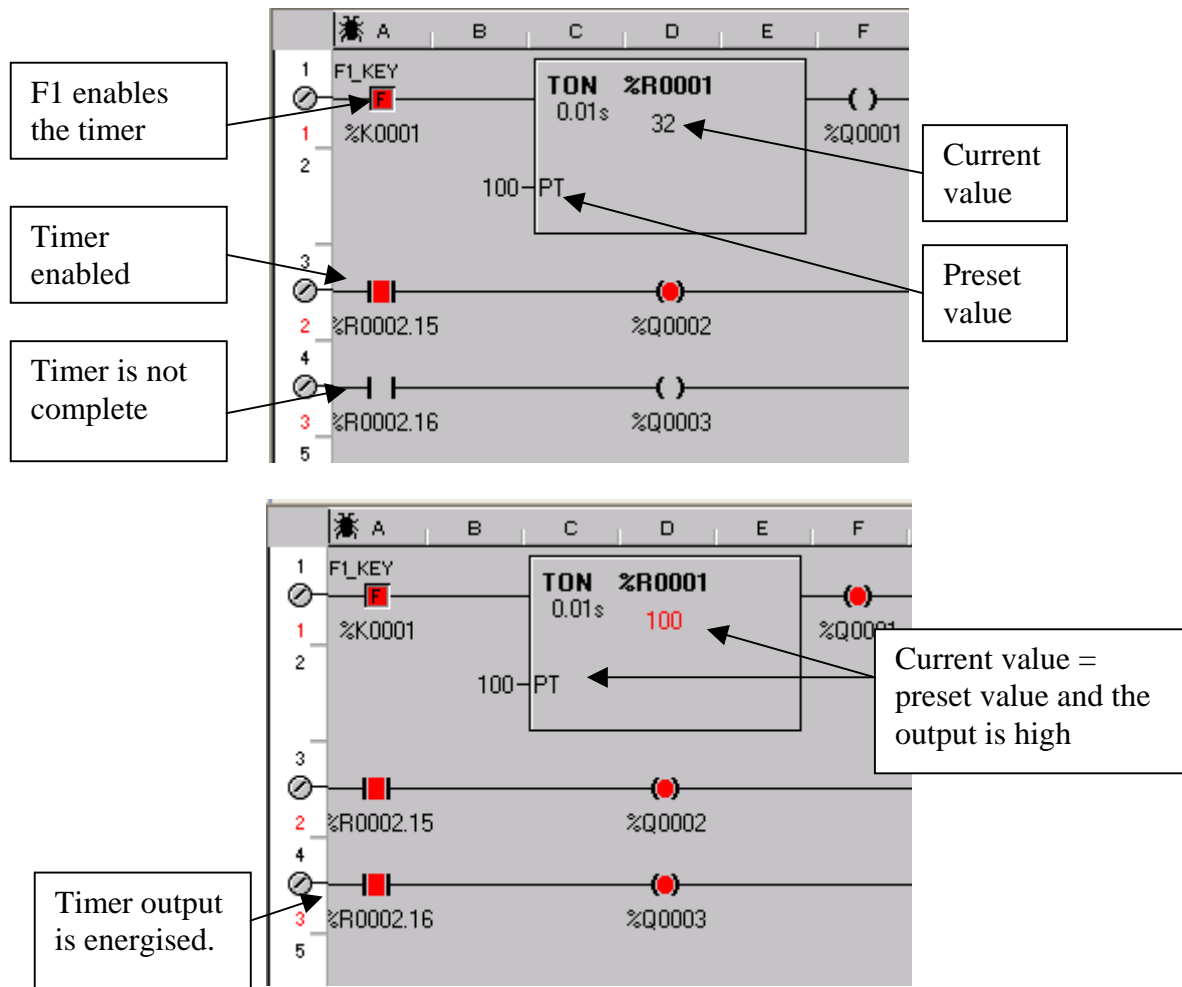 A B C D E F
F1 enables
the timer
1
F1_KEY
F
TON %R0001
0.01s
32
1
%K0001
%Q0001
2
100
PT
Current
value
Timer
enabled
3
Preset
value
2
%R0002.15
%Q0002
Timer is not
complete
4
3
%R0002.16
%Q0003
5
A B C D E F
1
F1_KEY
F
TON %R0001
0.01s
100
1
%K0001
%Q0001
2
100
PT
Current value =
preset value and the
output is high
3
2
%R0002.15
%Q0002
4
Timer output
is energised.
3
%R0002.16
%Q0003
5